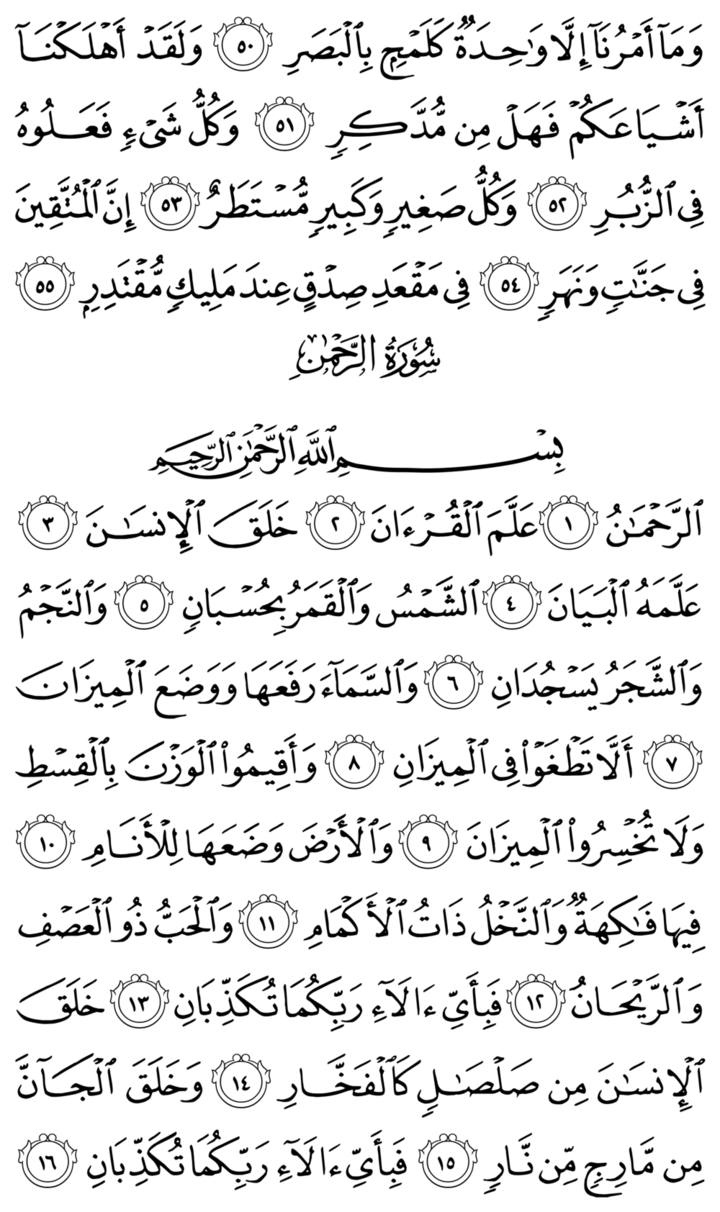 وَمَآ أَمۡرُنَآ إِلَّا وَٰحِدَةٞ كَلَمۡحِۭ بِٱلۡبَصَرِ ٥٠ وَلَقَدۡ أَهۡلَكۡنَآ
أَشۡيَاعَكُمۡ فَهَلۡ مِن مُّدَّكِرٖ ٥١ وَكُلُّ شَيۡءٖ فَعَلُوهُ
فِي ٱلزُّبُرِ ٥٢ وَكُلُّ صَغِيرٖ وَكَبِيرٖ مُّسۡتَطَرٌ ٥٣ إِنَّ ٱلۡمُتَّقِينَ
فِي جَنَّٰتٖ وَنَهَرٖ ٥٤ فِي مَقۡعَدِ صِدۡقٍ عِندَ مَلِيكٖ مُّقۡتَدِرِۭ ٥٥
سُورَةُ الرَّحۡمَٰنِ
بِسۡمِ ٱللَّهِ ٱلرَّحۡمَٰنِ ٱلرَّحِيمِ
ٱلرَّحۡمَٰنُ ١ عَلَّمَ ٱلۡقُرۡءَانَ ٢ خَلَقَ ٱلۡإِنسَٰنَ ٣
عَلَّمَهُ ٱلۡبَيَانَ ٤ ٱلشَّمۡسُ وَٱلۡقَمَرُ بِحُسۡبَانٖ ٥ وَٱلنَّجۡمُ
وَٱلشَّجَرُ يَسۡجُدَانِ ٦ وَٱلسَّمَآءَ رَفَعَهَا وَوَضَعَ ٱلۡمِيزَانَ
٧ أَلَّا تَطۡغَوۡاْ فِي ٱلۡمِيزَانِ ٨ وَأَقِيمُواْ ٱلۡوَزۡنَ بِٱلۡقِسۡطِ
وَلَا تُخۡسِرُواْ ٱلۡمِيزَانَ ٩ وَٱلۡأَرۡضَ وَضَعَهَا لِلۡأَنَامِ ١٠
فِيهَا فَٰكِهَةٞ وَٱلنَّخۡلُ ذَاتُ ٱلۡأَكۡمَامِ ١١ وَٱلۡحَبُّ ذُو ٱلۡعَصۡفِ
وَٱلرَّيۡحَانُ ١٢ فَبِأَيِّ ءَالَآءِ رَبِّكُمَا تُكَذِّبَانِ ١٣ خَلَقَ
ٱلۡإِنسَٰنَ مِن صَلۡصَٰلٖ كَٱلۡفَخَّارِ ١٤ وَخَلَقَ ٱلۡجَآنَّ
مِن مَّارِجٖ مِّن نَّارٖ ١٥ فَبِأَيِّ ءَالَآءِ رَبِّكُمَا تُكَذِّبَانِ ١٦